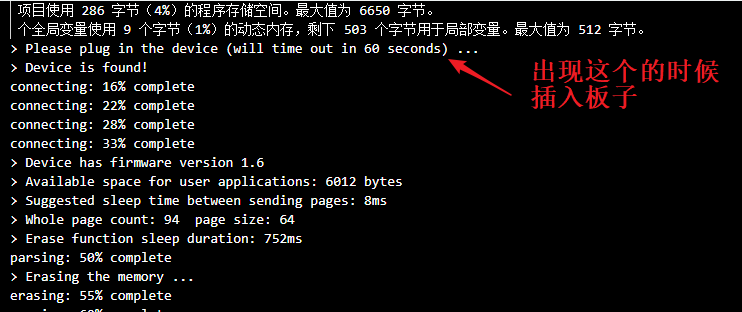 项目使用 286 字节（4%）的程序存储空间。最大值为 6650 字节。
个全局变量使用 9 个字节（1%）的动态内存，剩下 503 个字节用于局部变量。最大值为 512 字节。
> Please plug in the device (will time out in 60 seconds) ...
> Device is found!
connecting: 16% complete
connecting: 22% complete
connecting: 28% complete
connecting: 33% complete
> Device has firmware version 1.6
> Available space for user applications: 6012 bytes
> Suggested sleep time between sending pages: 8ms
> Whole page count: 94  page size: 64
> Erase function sleep duration: 752ms
parsing: 50% complete
> Erasing the memory ...
erasing: 55% complete
出现这个的时候
插入板子